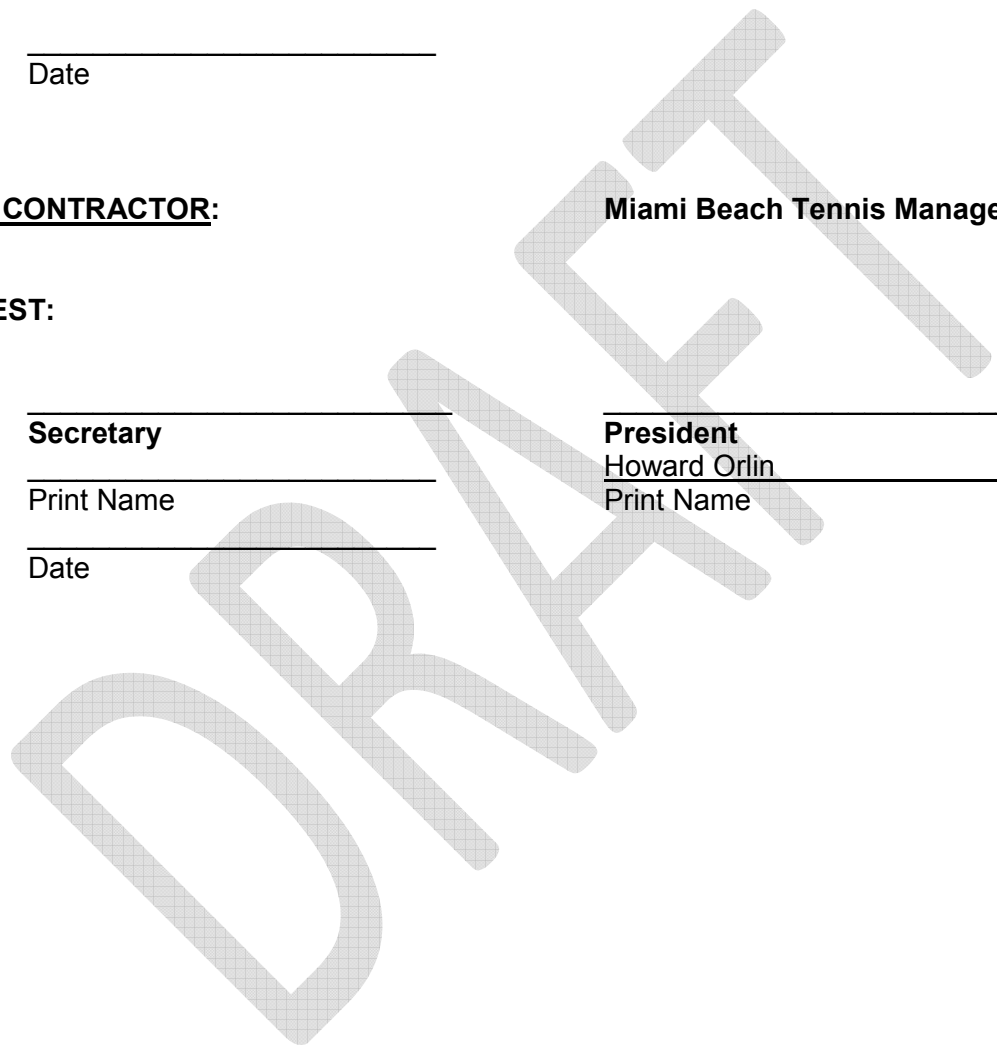 Date
CONTRACTOR: Miami Beach Tennis Manage
EST:
Secretary President
Howard Orlin
Print Name Print Name
Date
DRAFT